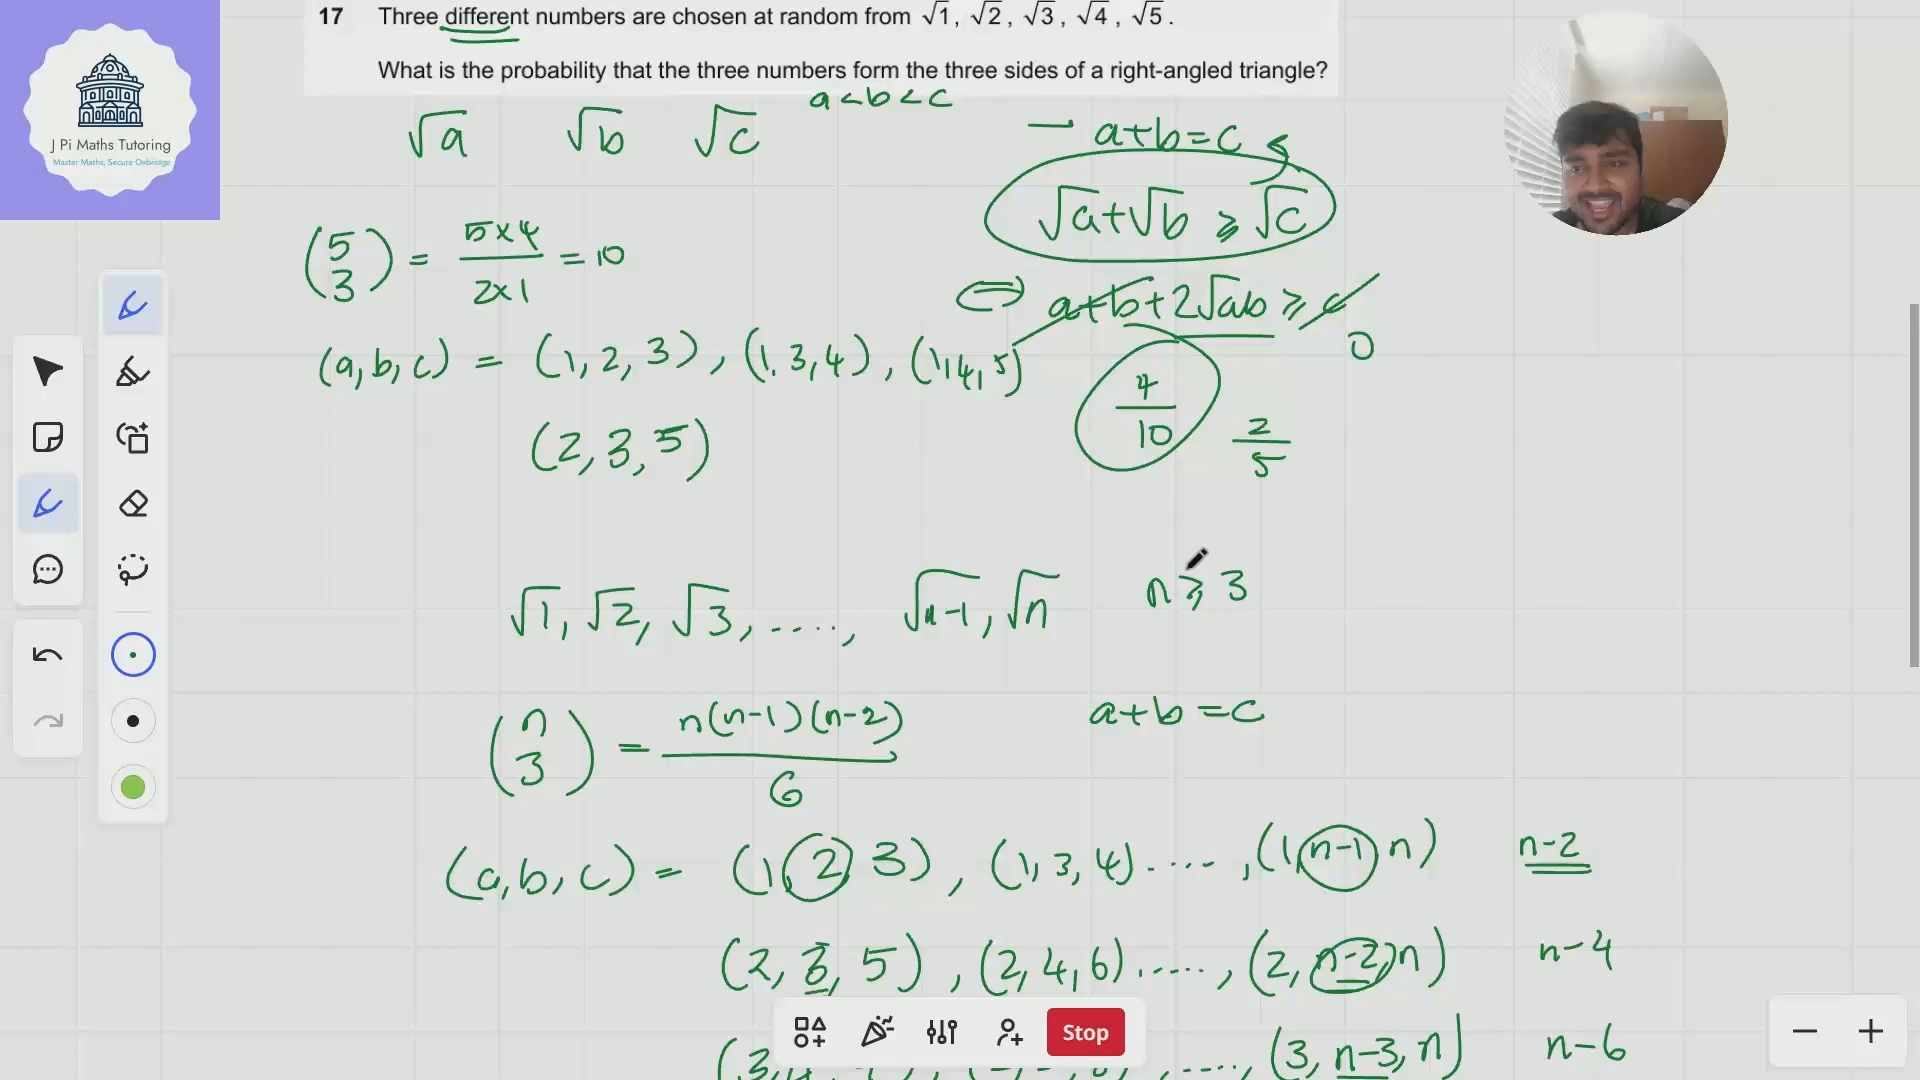 17 Three different numbers are chosen at random from √1, √2, √3, √4, √5.
What is the probability that the three numbers form the three sides of a right-angled triangle?
J Pi Maths Tutoring
Master Maths, Secure Oxbridge
a < b < c
√a √b √c
— a+b=c
√a+√b ⩾ √c
(5 3) = 5×4 / 2×1 = 10
⇔ a+b+2√ab ⩾ c
0
(a, b, c) = (1, 2, 3), (1, 3, 4), (1, 4, 5)
4/10
2/5
(2, 3, 5)
√1, √2, √3, ...., √n-1, √n n ⩾ 3
(n 3) = n(n-1)(n-2) / 6
a+b=c
(a, b, c) = (1, 2, 3), (1, 3, 4) ...., (1, n-1, n) n-2
(2, 3, 5), (2, 4, 6) ....., (2, n-2, n) n-4
....., (3, n-3, n) n-6
Stop